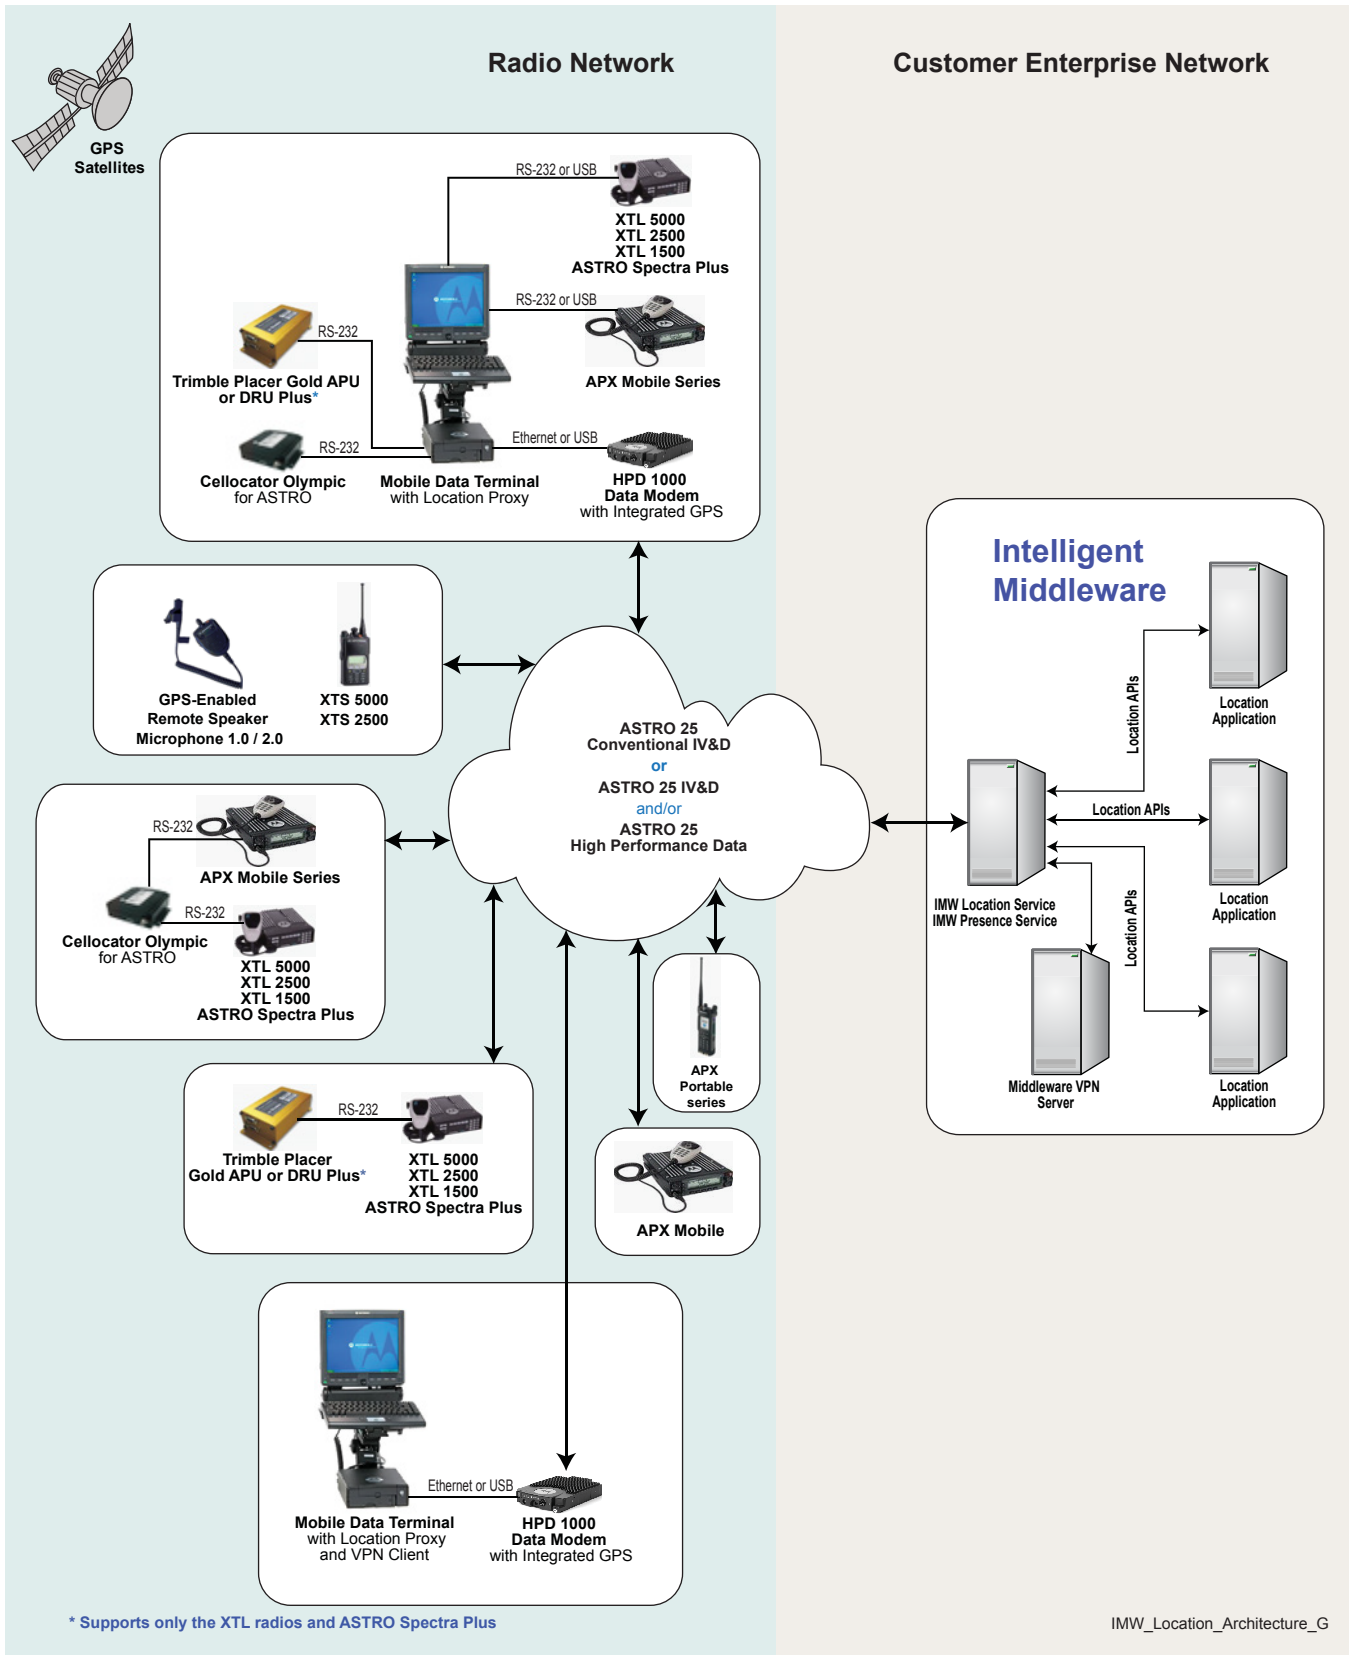 Radio Network
Customer Enterprise Network
GPS
Satellites
RS-232 or USB
XTL 5000
XTL 2500
XTL 1500
ASTRO Spectra Plus
RS-232 or USB
APX Mobile Series
RS-232
Trimble Placer Gold APU
or DRU Plus*
Ethernet or USB
RS-232
Cellocator Olympic
for ASTRO
Mobile Data Terminal
with Location Proxy
HPD 1000
Data Modem
with Integrated GPS
GPS-Enabled
Remote Speaker
Microphone 1.0 / 2.0
XTS 5000
XTS 2500
ASTRO 25
Conventional IV&D
or
ASTRO 25 IV&D
and/or
ASTRO 25
High Performance Data
RS-232
APX Mobile Series
RS-232
Cellocator Olympic
for ASTRO
XTL 5000
XTL 2500
XTL 1500
ASTRO Spectra Plus
RS-232
Trimble Placer
Gold APU or DRU Plus*
XTL 5000
XTL 2500
XTL 1500
ASTRO Spectra Plus
APX
Portable
series
APX Mobile
Ethernet or USB
Mobile Data Terminal
with Location Proxy
and VPN Client
HPD 1000
Data Modem
with Integrated GPS
Intelligent
Middleware
Location APIs
Location
Application
Location APIs
Location
Application
IMW Location Service
IMW Presence Service
Location APIs
Middleware VPN
Server
Location
Application
* Supports only the XTL radios and ASTRO Spectra Plus
IMW_Location_Architecture_G